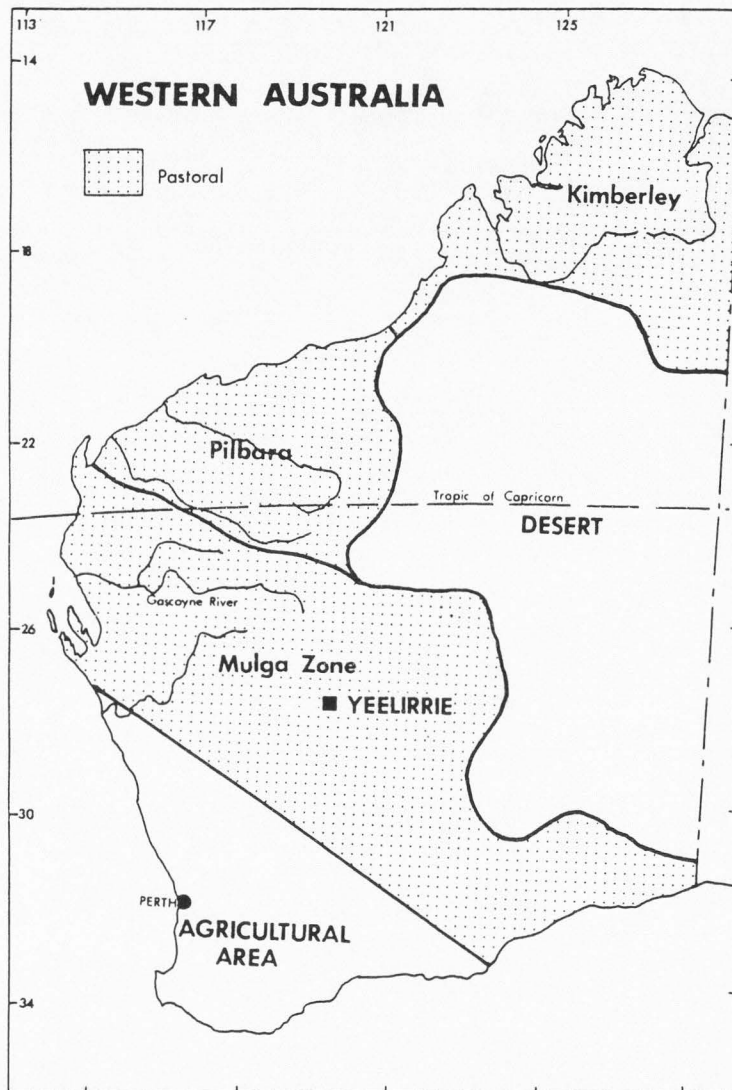 113 117 121 125
14
WESTERN AUSTRALIA
Pastoral
Kimberley
18
22
Pilbara
Tropic of Capricorn
DESERT
Gascoyne River
26
Mulga Zone
YEELIRRIE
30
PERTH
AGRICULTURAL
AREA
34